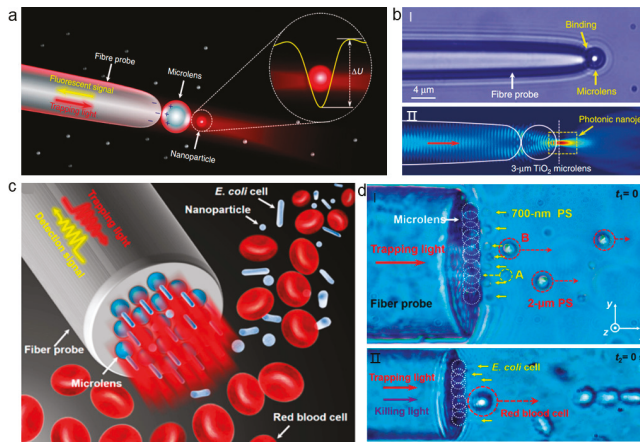 a
Fluorescent signal
Trapping light
Fibre probe
Microlens
Nanoparticle
ΔU
b
I
Binding
Microlens
Fibre probe
4 μm
II
Photonic nanojet
3-μm TiO2 microlens
c
Trapping light
Detection signal
Nanoparticle
E. coli cell
Fiber probe
Microlens
Red blood cell
d
I
t1= 0
Microlens
700-nm PS
B
Trapping light
A
2-μm PS
Fiber probe
y
z
x
II
t2= 0
E. coli cell
Trapping light
Killing light
Red blood cell